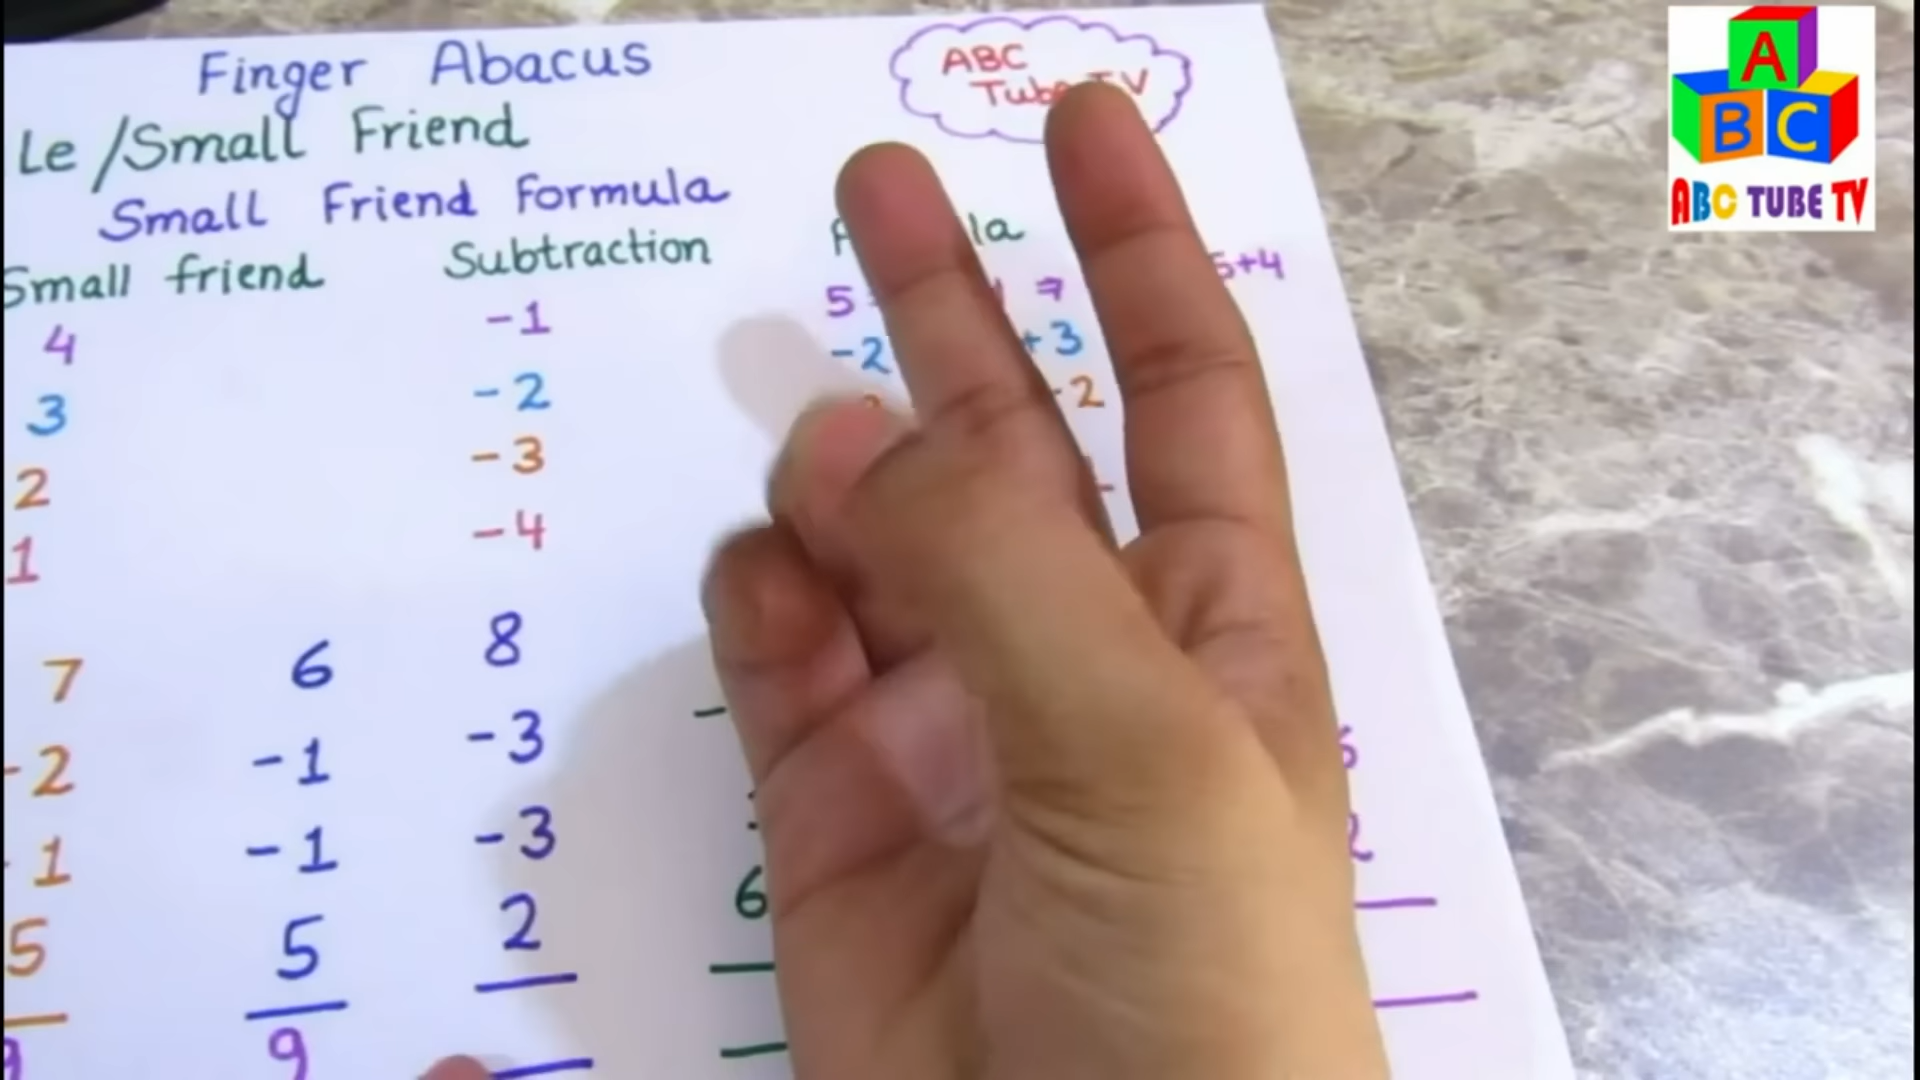 Finger Abacus
ABC
Tube TV
Le/Small Friend
Small Friend Formula
Small friend Subtraction
4 -1 5 5+4
3 -2 -2 +3
2 -3 -2
1 -4
7 6 8
-2 -1 -3
1 -1 -3
5 5 2 6
9 9
A
B C
ABC TUBE TV